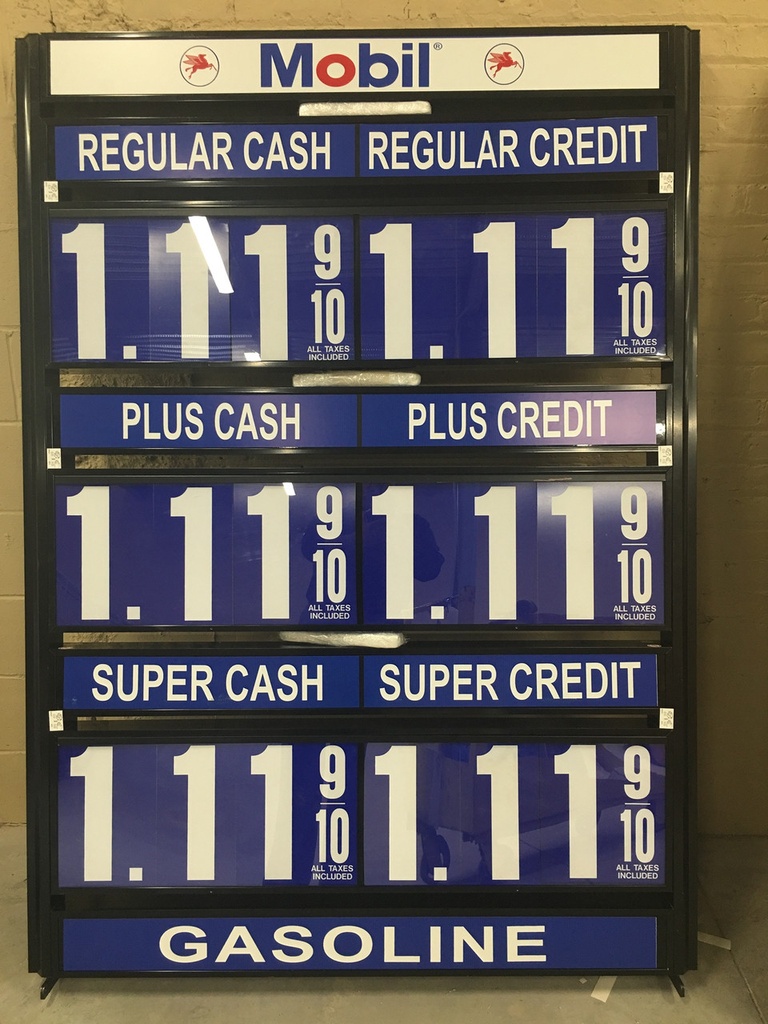 Mobil®
REGULAR CASH REGULAR CREDIT
1.11 9/10 1.11 9/10
ALL TAXES INCLUDED ALL TAXES INCLUDED
PLUS CASH PLUS CREDIT
1.11 9/10 1.11 9/10
ALL TAXES INCLUDED ALL TAXES INCLUDED
SUPER CASH SUPER CREDIT
1.11 9/10 1.11 9/10
ALL TAXES INCLUDED ALL TAXES INCLUDED
GASOLINE